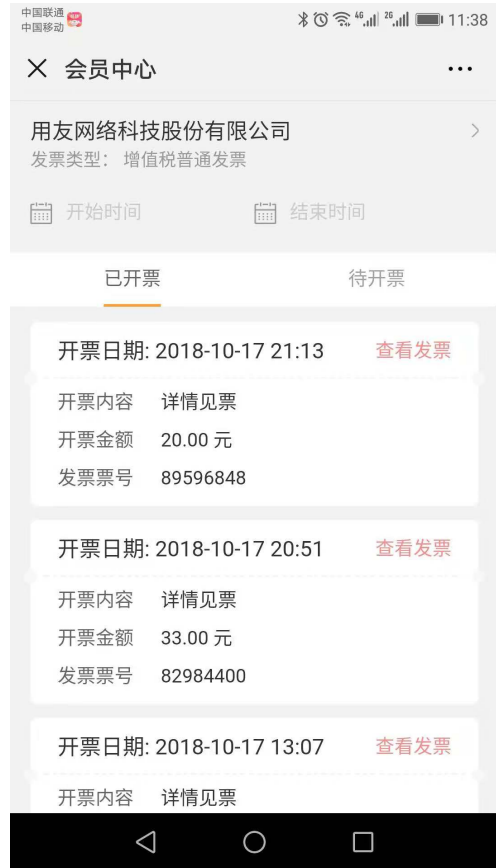 中国联通
中国移动
4G 2G 11:38
会员中心
用友网络科技股份有限公司
发票类型： 增值税普通发票
开始时间 结束时间
已开票 待开票
开票日期: 2018-10-17 21:13 查看发票
开票内容 详情见票
开票金额 20.00 元
发票票号 89596848
开票日期: 2018-10-17 20:51 查看发票
开票内容 详情见票
开票金额 33.00 元
发票票号 82984400
开票日期: 2018-10-17 13:07 查看发票
开票内容 详情见票